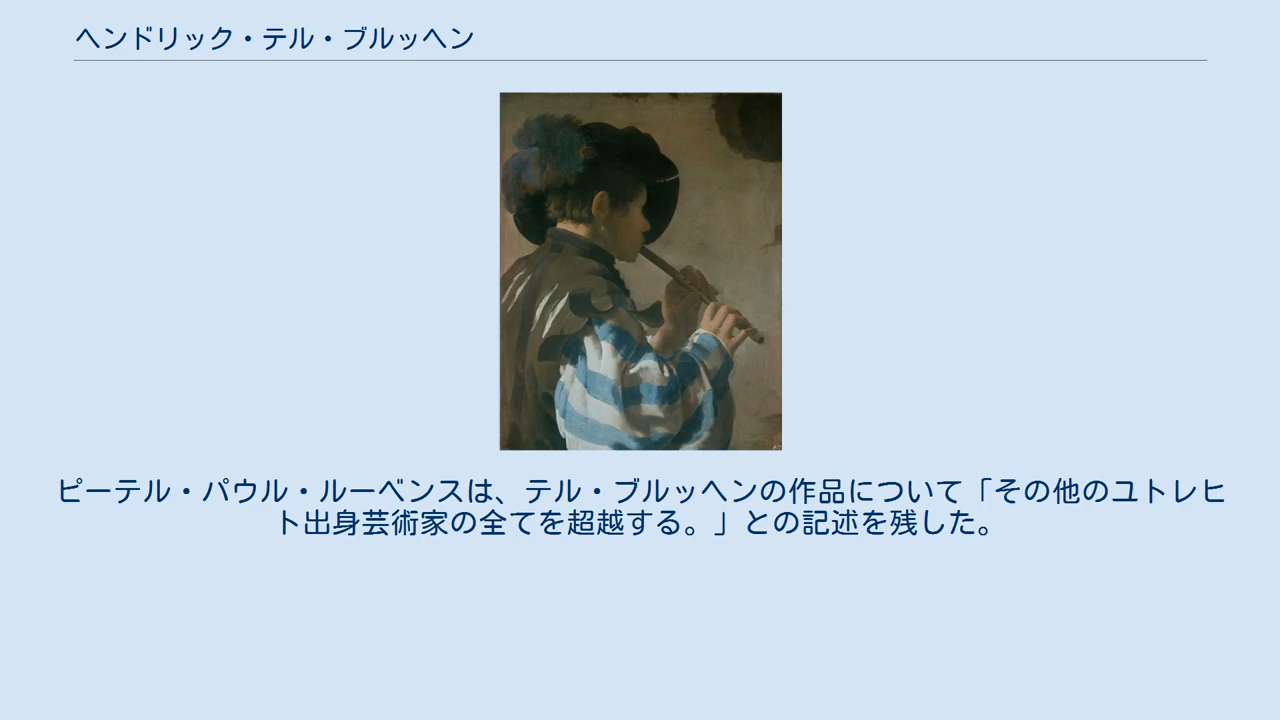 ヘンドリック・テル・ブルッヘン
ピーテル・パウル・ルーベンスは、テル・ブルッヘンの作品について「その他のユトレヒ
ト出身芸術家の全てを超越する。」との記述を残した。